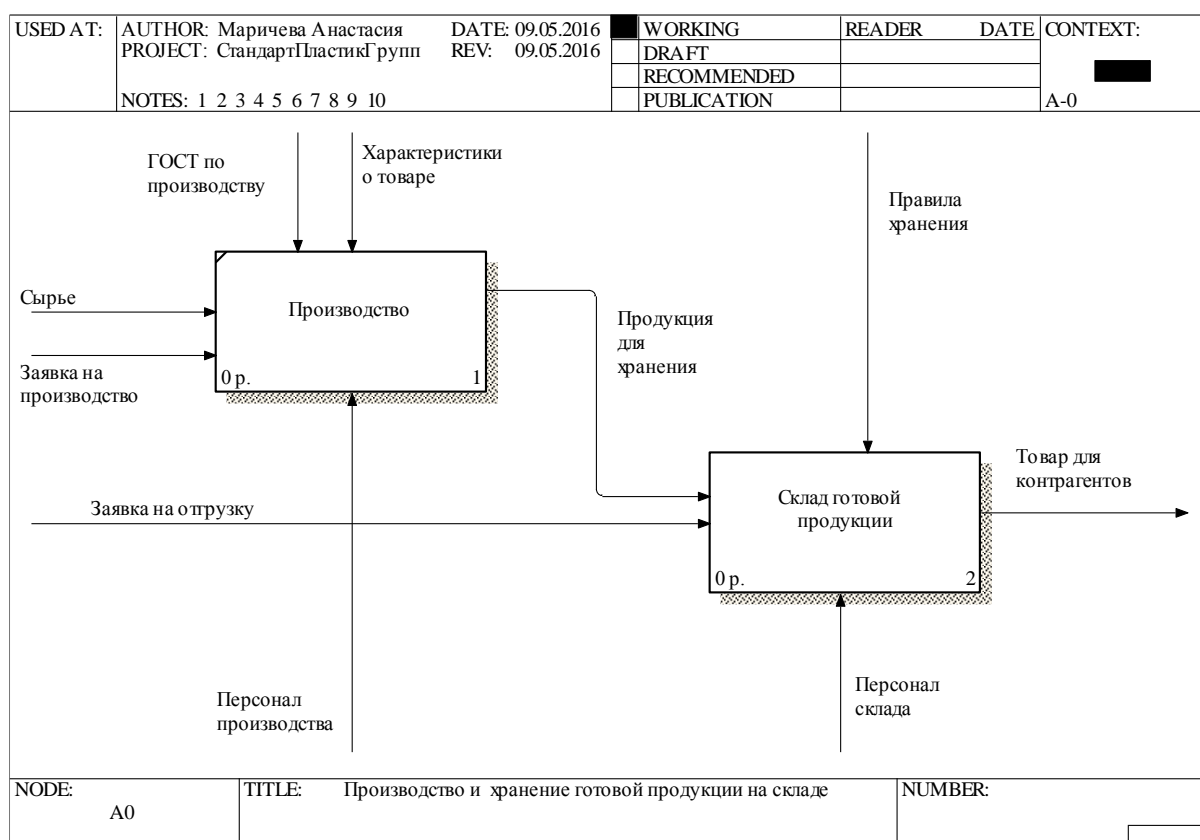 USED AT:
AUTHOR: Маричева Анастасия
DATE: 09.05.2016
PROJECT: СтандартПластикГрупп
REV: 09.05.2016
NOTES: 1 2 3 4 5 6 7 8 9 10
WORKING
DRAFT
RECOMMENDED
PUBLICATION
READER
DATE
CONTEXT:
A-0
ГОСТ по
производству
Характеристики
о товаре
Правила
хранения
Сырье
Заявка на
производство
Производство
0 р.
1
Продукция
для
хранения
Заявка на отгрузку
Склад готовой
продукции
0 р.
2
Товар для
контрагентов
Персонал
производства
Персонал
склада
NODE:
A0
TITLE:
Производство и хранение готовой продукции на складе
NUMBER: